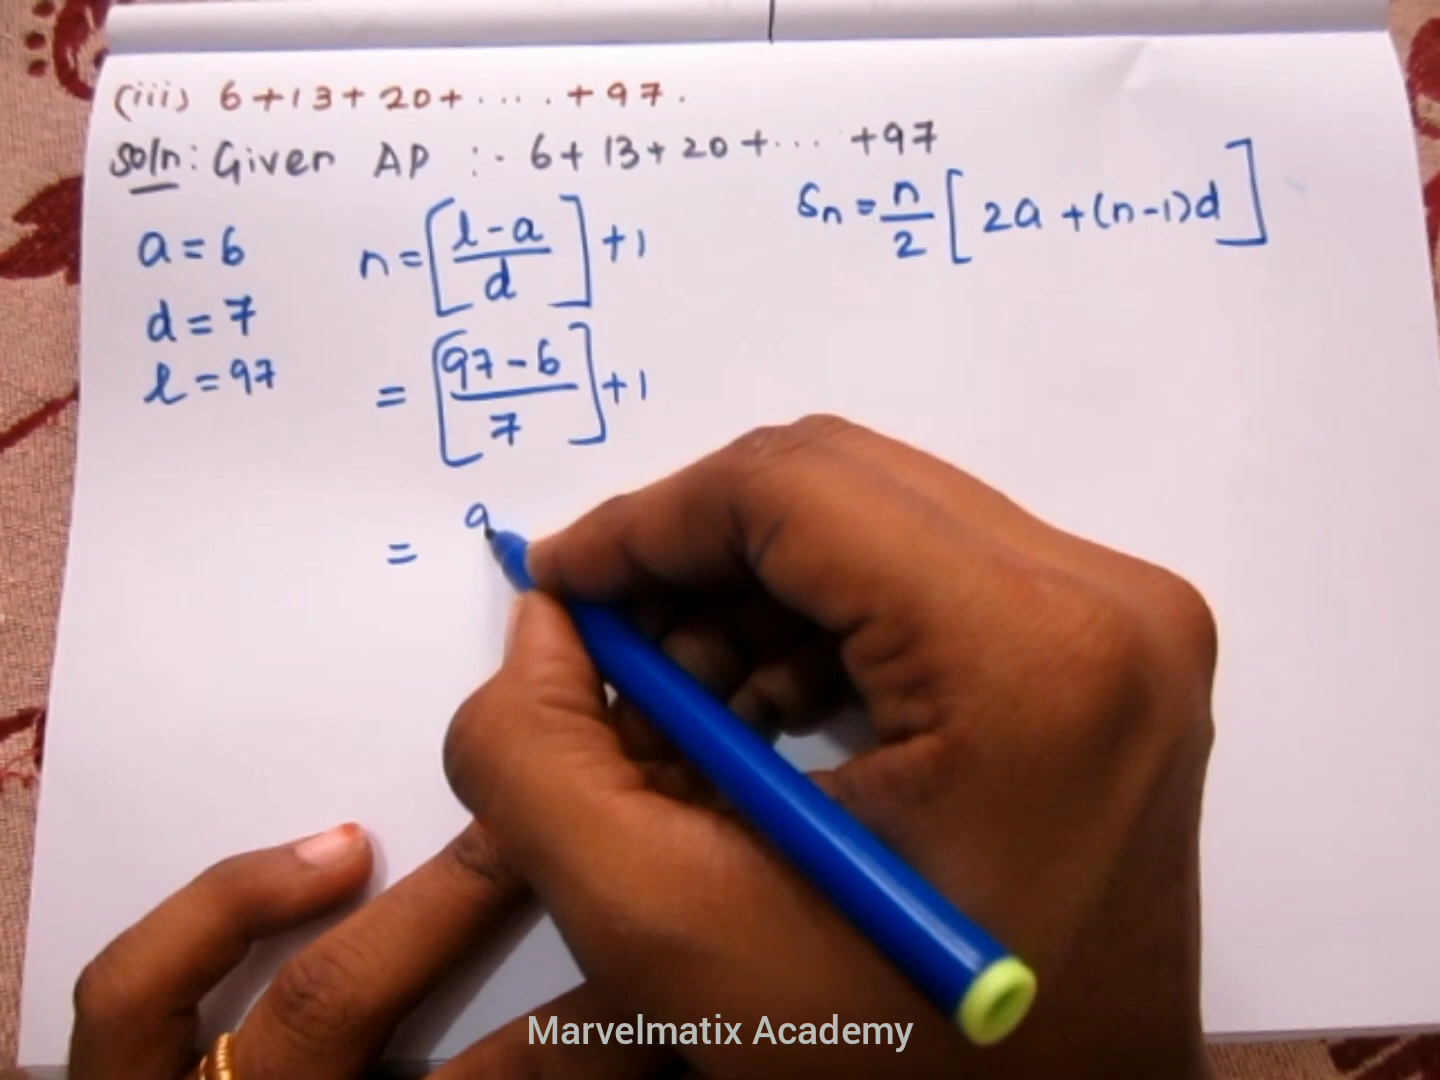 (iii) 6+13+20+.....+97.
Soln: Given AP :- 6+13+20+... +97
a=6
d=7
l=97
n=[(l-a)/d]+1
=[(97-6)/7]+1
= 9
Sn=n/2[2a+(n-1)d]
Marvelmatix Academy